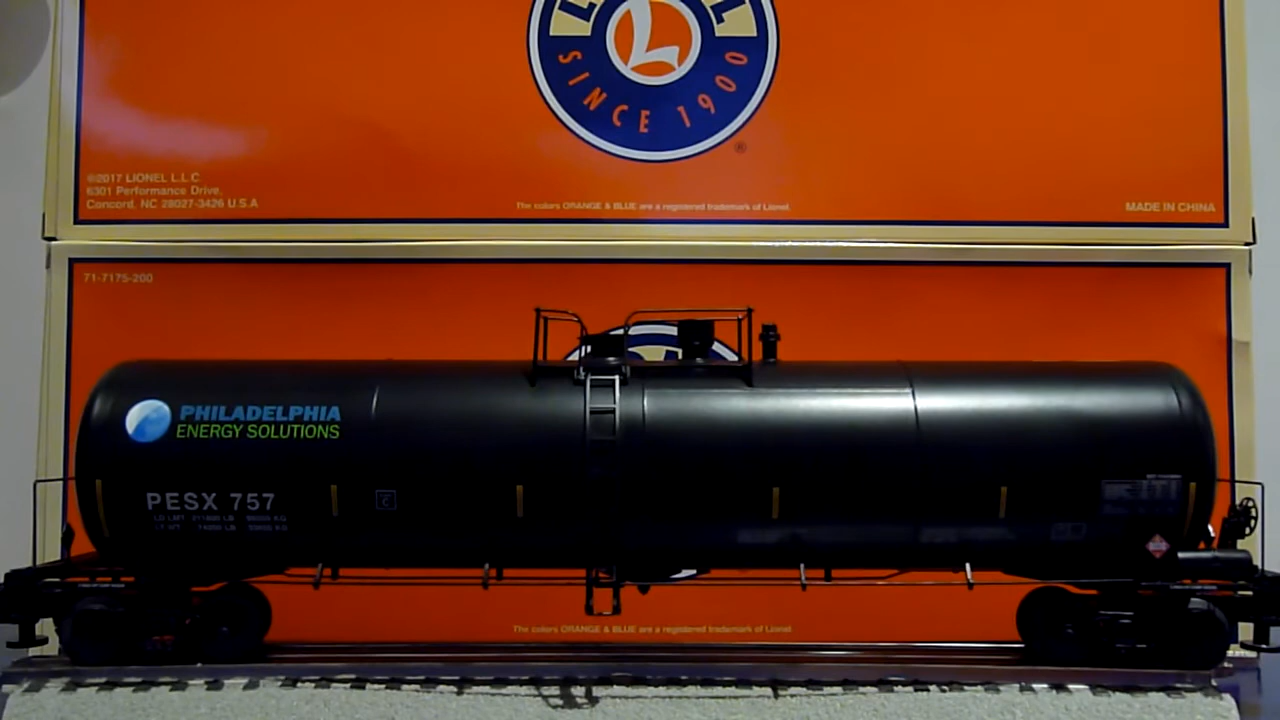 SINCE 1900
®
©2017 LIONEL L.L.C.
6301 Performance Drive,
Concord, NC 28027-3426 U.S.A
The colors ORANGE & BLUE are a registered trademark of Lionel.
MADE IN CHINA
71-7175-200
PHILADELPHIA
ENERGY SOLUTIONS
PESX 757
C
The colors ORANGE & BLUE are a registered trademark of Lionel.